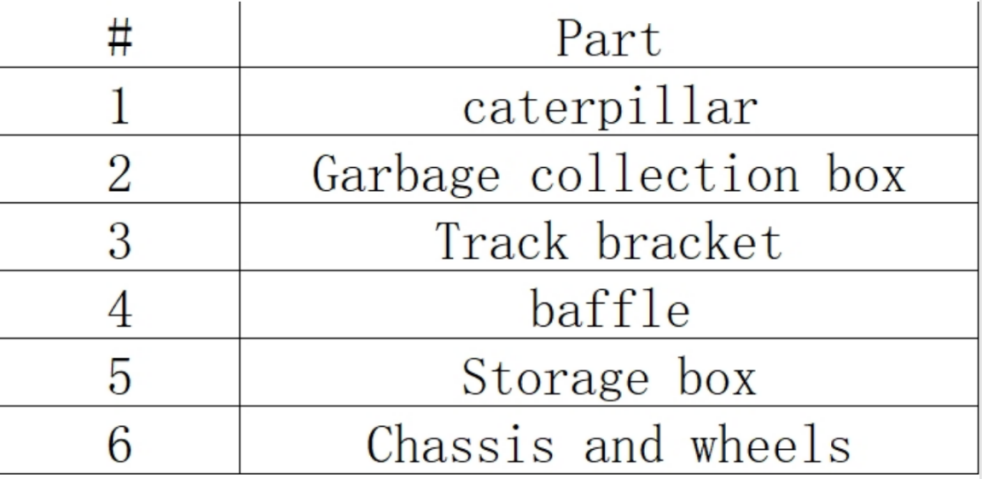 # Part
1 caterpillar
2 Garbage collection box
3 Track bracket
4 baffle
5 Storage box
6 Chassis and wheels